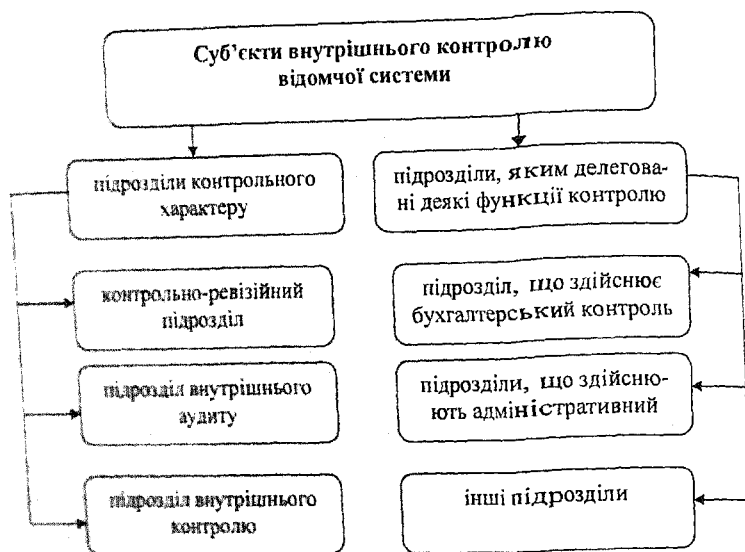 Суб’єкти внутрішнього контролю
відомчої системи
підрозділи контрольного
характеру
підрозділи, яким делегова-
ні деякі функції контролю
контрольно-ревізійний
підрозділ
підрозділ, що здійснює
бухгалтерський контроль
підрозділ внутрішнього
аудиту
підрозділи, що здійсню-
ють адміністративний
підрозділ внутрішнього
контролю
інші підрозділи